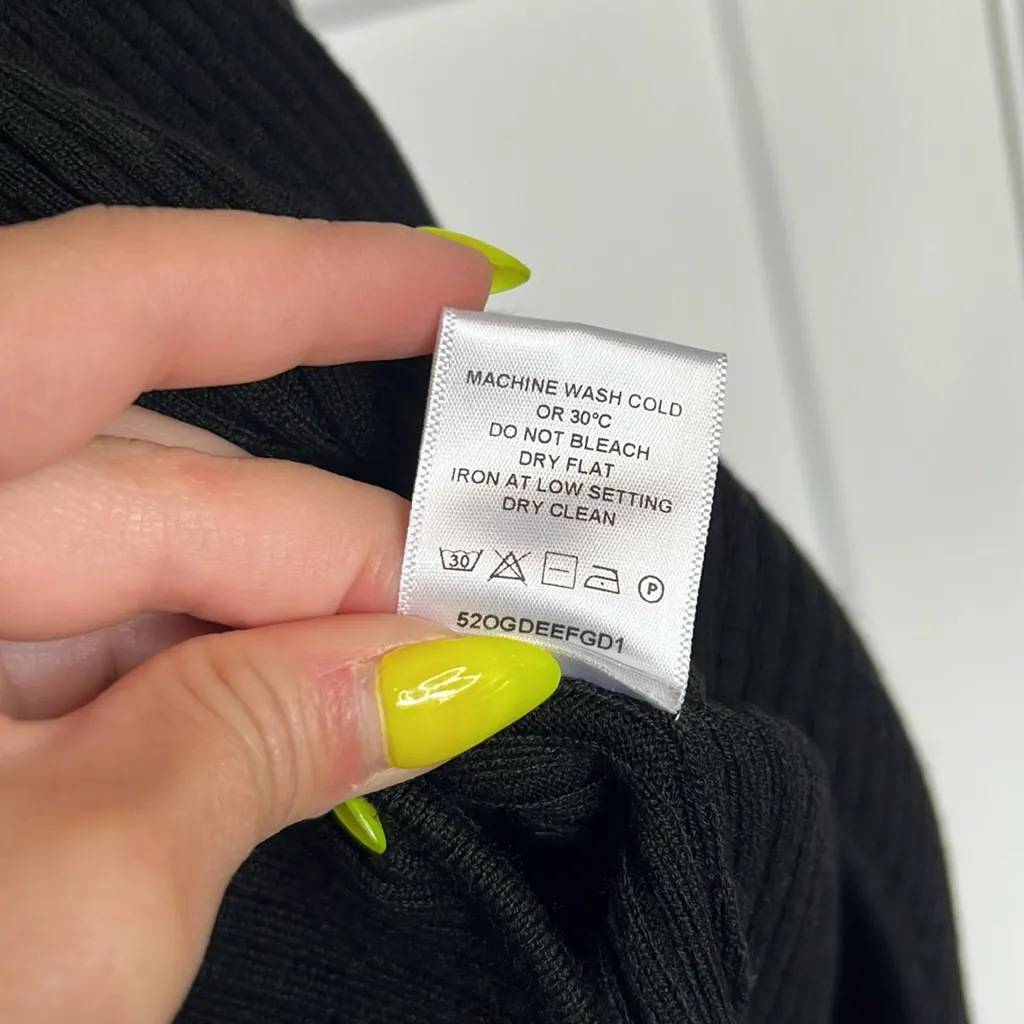 MACHINE WASH COLD
OR 30°C
DO NOT BLEACH
DRY FLAT
IRON AT LOW SETTING
DRY CLEAN
30 P
52OGDEEFGD1